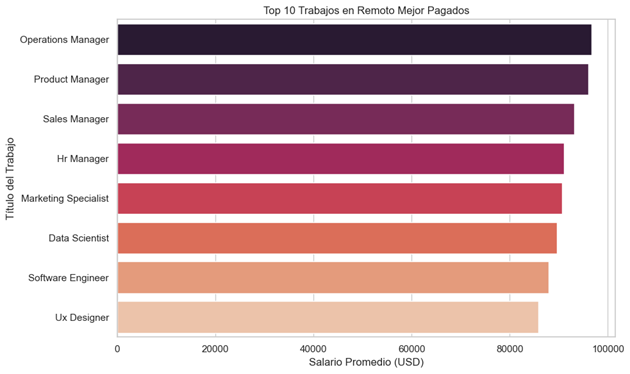 Top 10 Trabajos en Remoto Mejor Pagados
Título del Trabajo
Operations Manager
Product Manager
Sales Manager
Hr Manager
Marketing Specialist
Data Scientist
Software Engineer
Ux Designer
0 20000 40000 60000 80000 100000
Salario Promedio (USD)